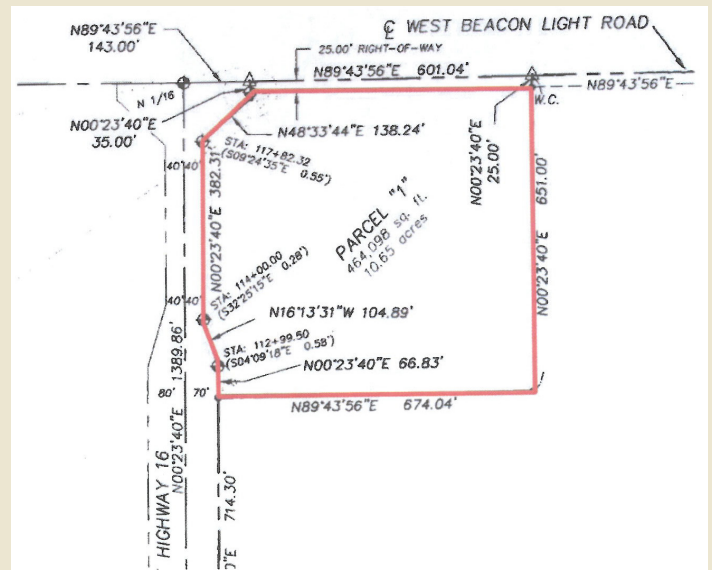 ℄ WEST BEACON LIGHT ROAD
N89°43'56"E
143.00'
25.00' RIGHT-OF-WAY
N89°43'56"E 601.04'
N89°43'56"E
W.C.
N 1/16
N00°23'40"E
35.00'
N48°33'44"E 138.24'
STA: 117+82.32
(S09°24'35"E 0.55')
N00°23'40"E
25.00'
651.00'
N00°23'40"E
40' 40'
N00°23'40"E 382.31'
PARCEL "1"
464,098 sq. ft.
10.65 acres
STA: 114+00.00
(S32°25'15"E 0.28')
40' 40'
N16°13'31"W 104.89'
STA: 112+99.50
(S04°09'18"E 0.58')
N00°23'40"E 66.83'
80' 70'
N89°43'56"E 674.04'
N00°23'40"E 1389.86'
HIGHWAY 16
714.30'
0"E